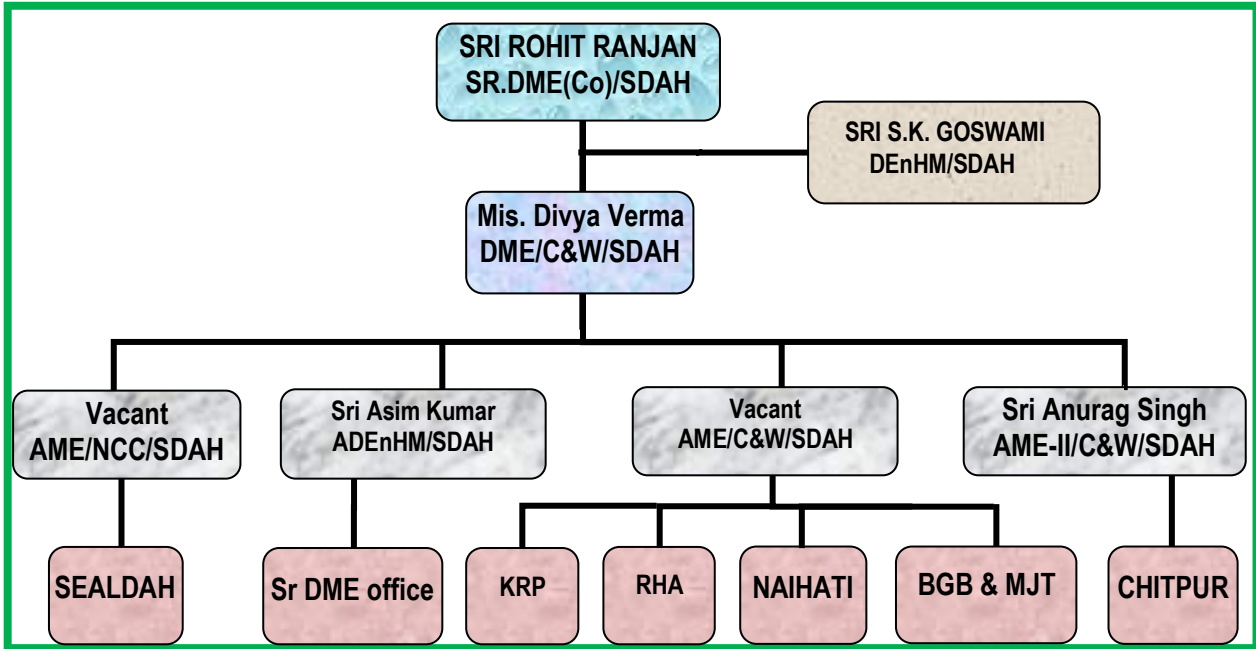 SRI ROHIT RANJAN
SR.DME(Co)/SDAH
SRI S.K. GOSWAMI
DEnHM/SDAH
Mis. Divya Verma
DME/C&W/SDAH
Vacant
AME/NCC/SDAH
Sri Asim Kumar
ADEnHM/SDAH
Vacant
AME/C&W/SDAH
Sri Anurag Singh
AME-II/C&W/SDAH
SEALDAH
Sr DME office
KRP
RHA
NAIHATI
BGB & MJT
CHITPUR